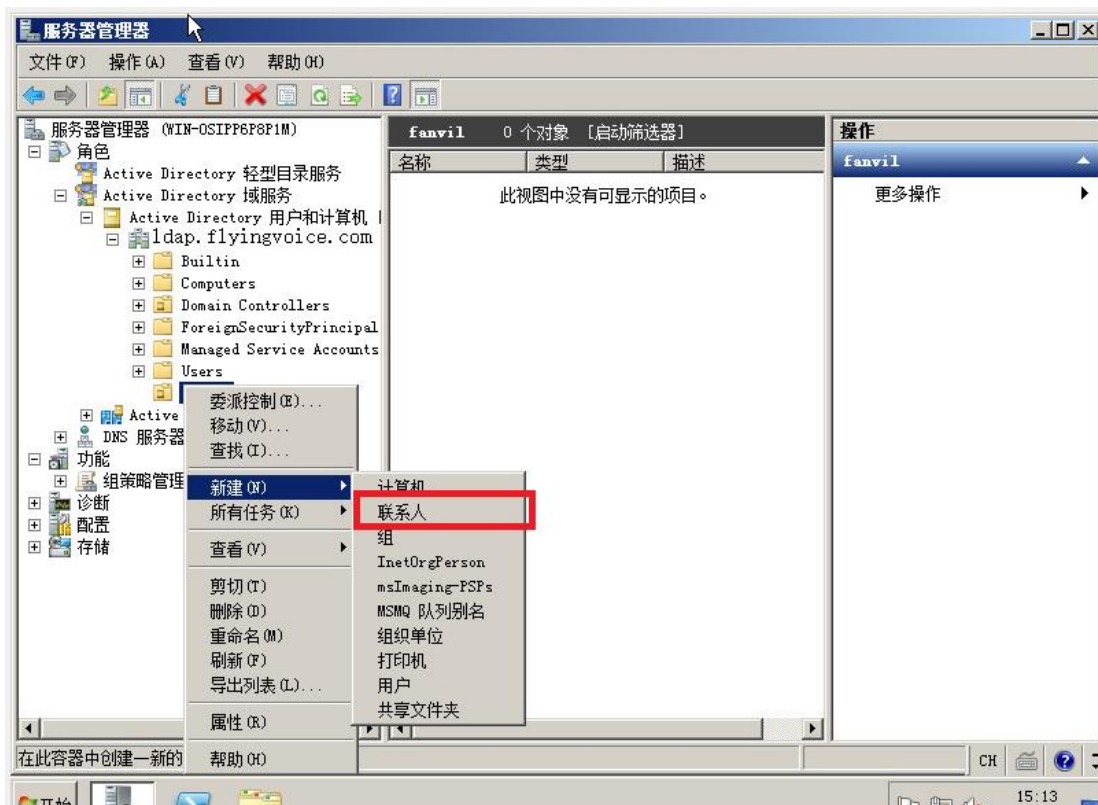 服务器管理器
文件(F) 操作(A) 查看(V) 帮助(H)
服务器管理器 (WIN-OSIPP6P8P1M)
角色
Active Directory 轻型目录服务
Active Directory 域服务
Active Directory 用户和计算机
ldap.flyingvoice.com
Builtin
Computers
Domain Controllers
ForeignSecurityPrincipal
Managed Service Accounts
Users
Active
DNS 服务器
功能
组策略管理
诊断
配置
存储
fanvil 0 个对象 [启动筛选器]
名称 类型 描述
此视图中没有可显示的项目。
操作
fanvil
更多操作
委派控制(E)...
移动(V)...
查找(I)...
新建(N)
所有任务(K)
查看(V)
剪切(T)
删除(D)
重命名(M)
刷新(F)
导出列表(L)...
属性(R)
帮助(H)
计算机
联系人
组
InetOrgPerson
msImaging-PSPs
MSMQ 队列别名
组织单位
打印机
用户
共享文件夹
在此容器中创建一新的
CH
开始
15:13